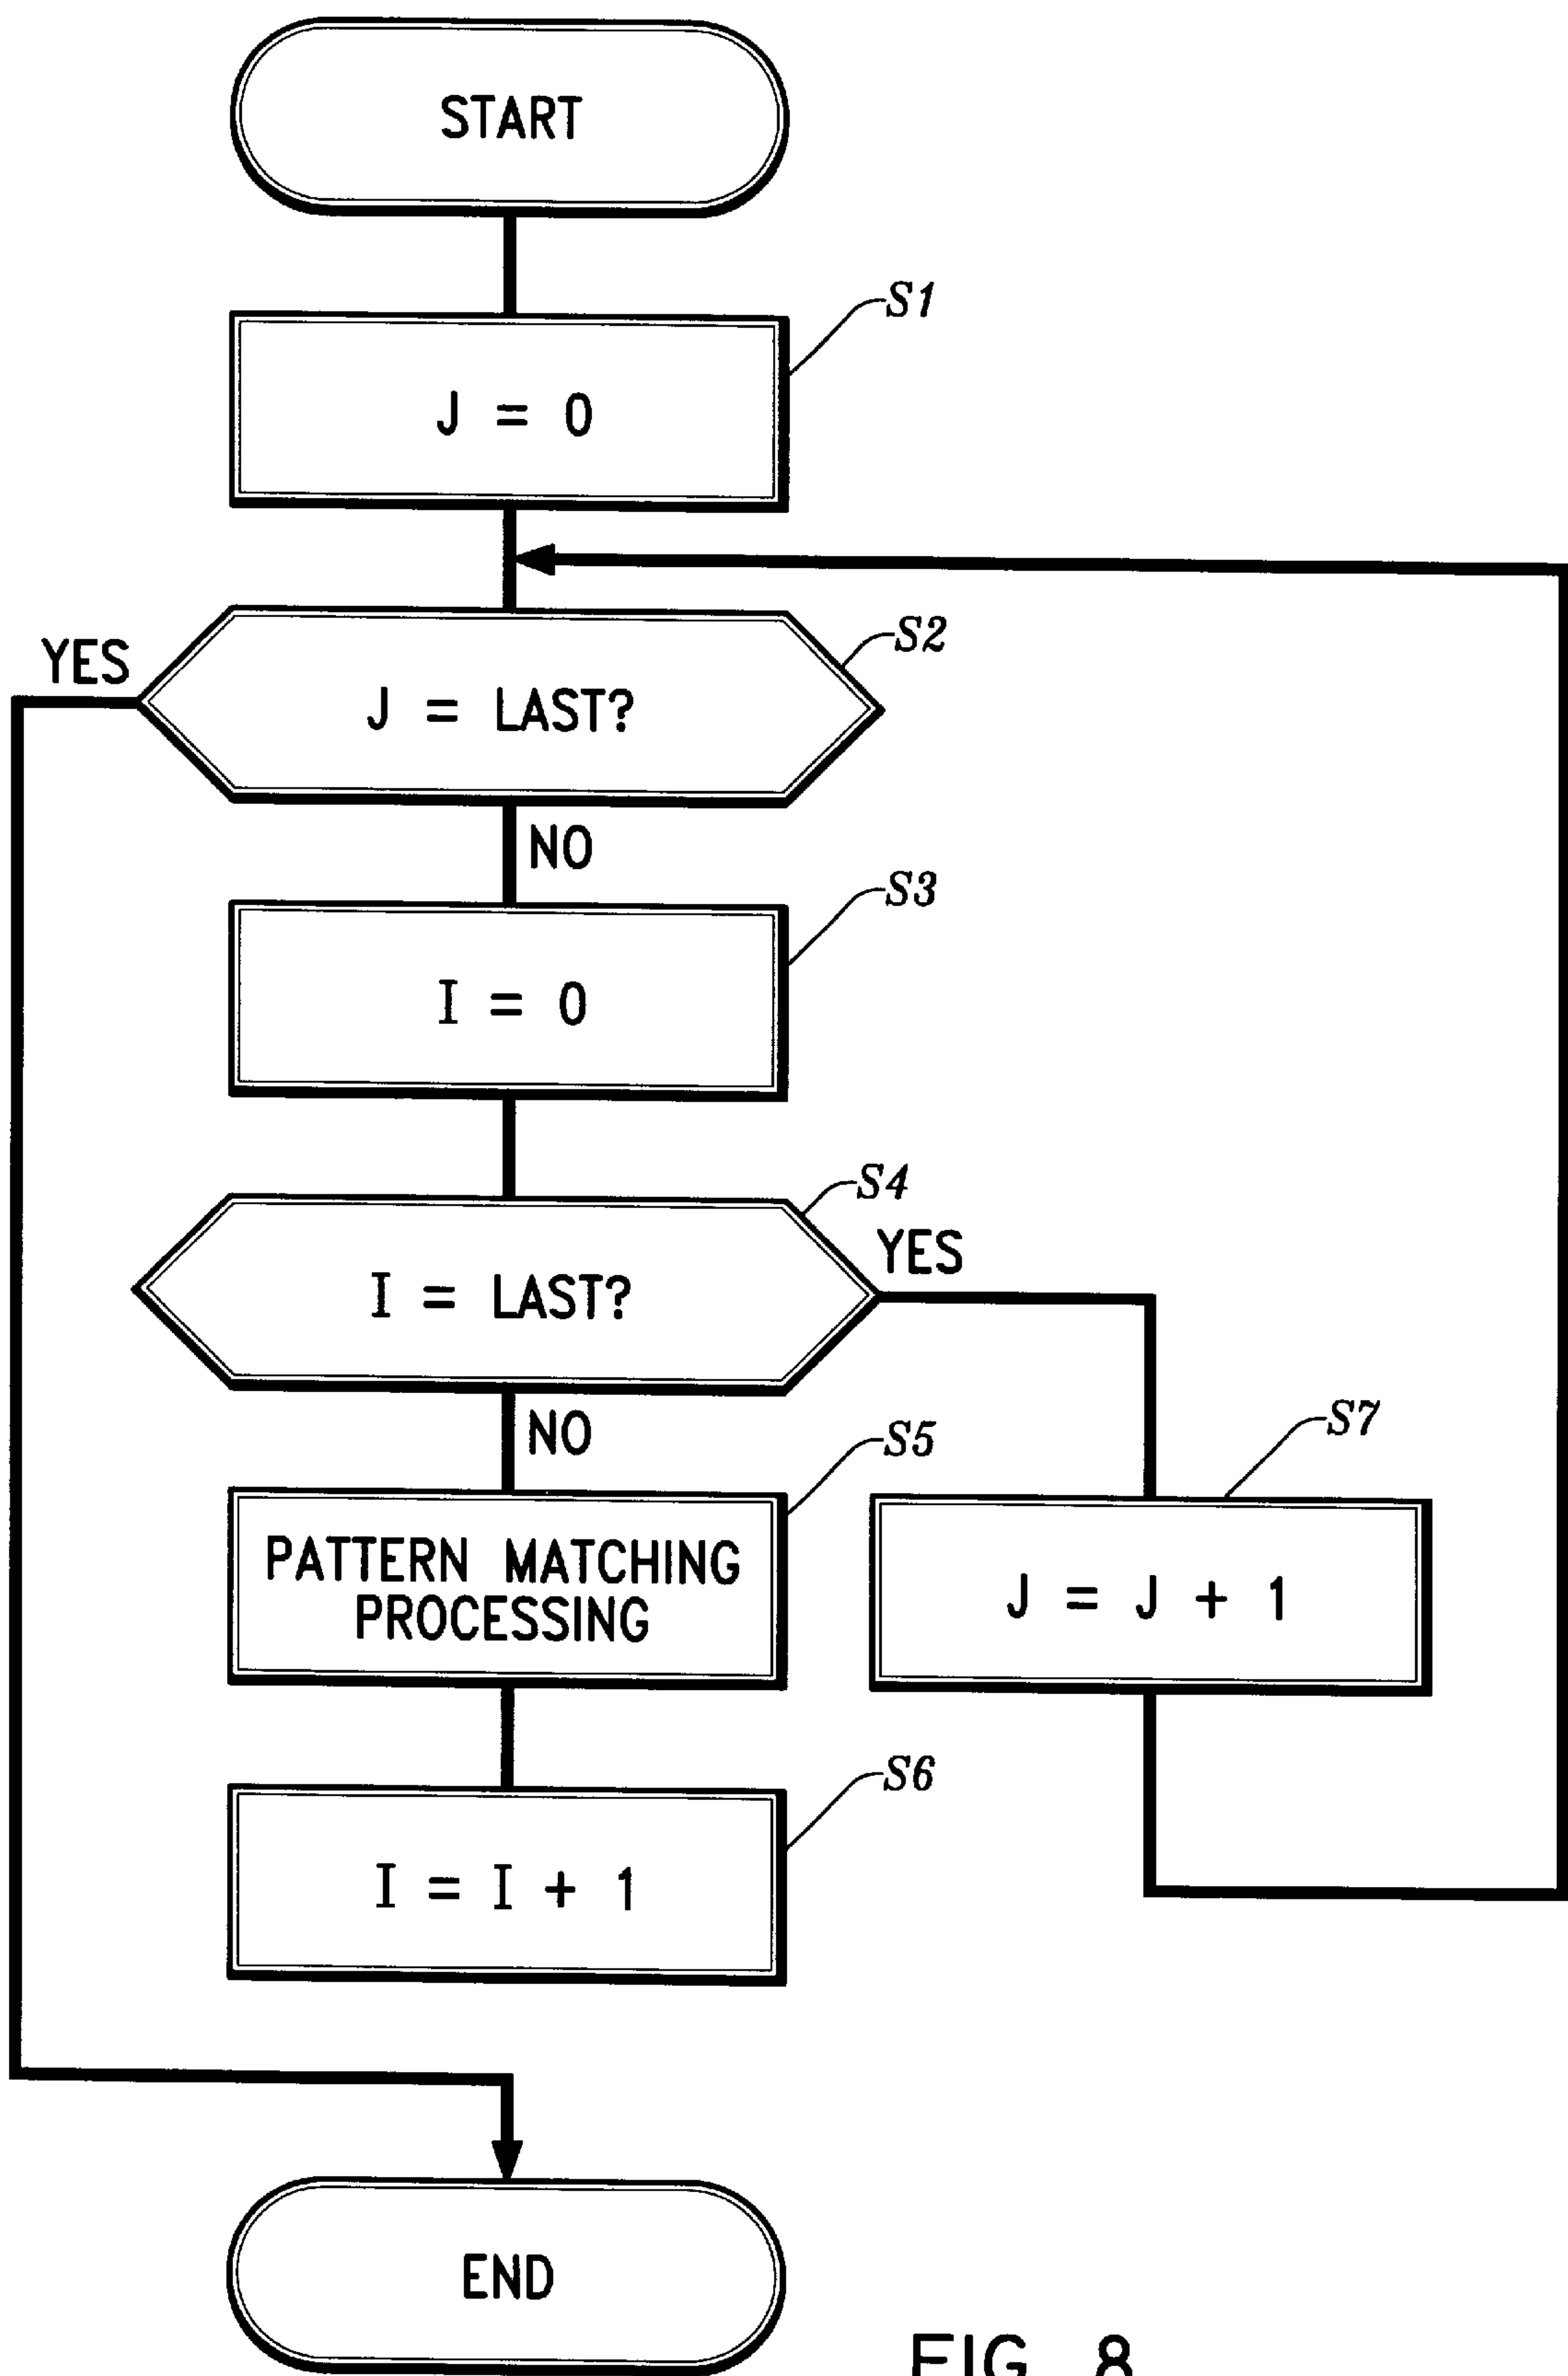 START
S1
J = 0
S2
YES
J = LAST?
NO
S3
I = 0
S4
YES
I = LAST?
NO
S5
S7
PATTERN MATCHING
PROCESSING
J = J + 1
S6
I = I + 1
END
FIG. 8